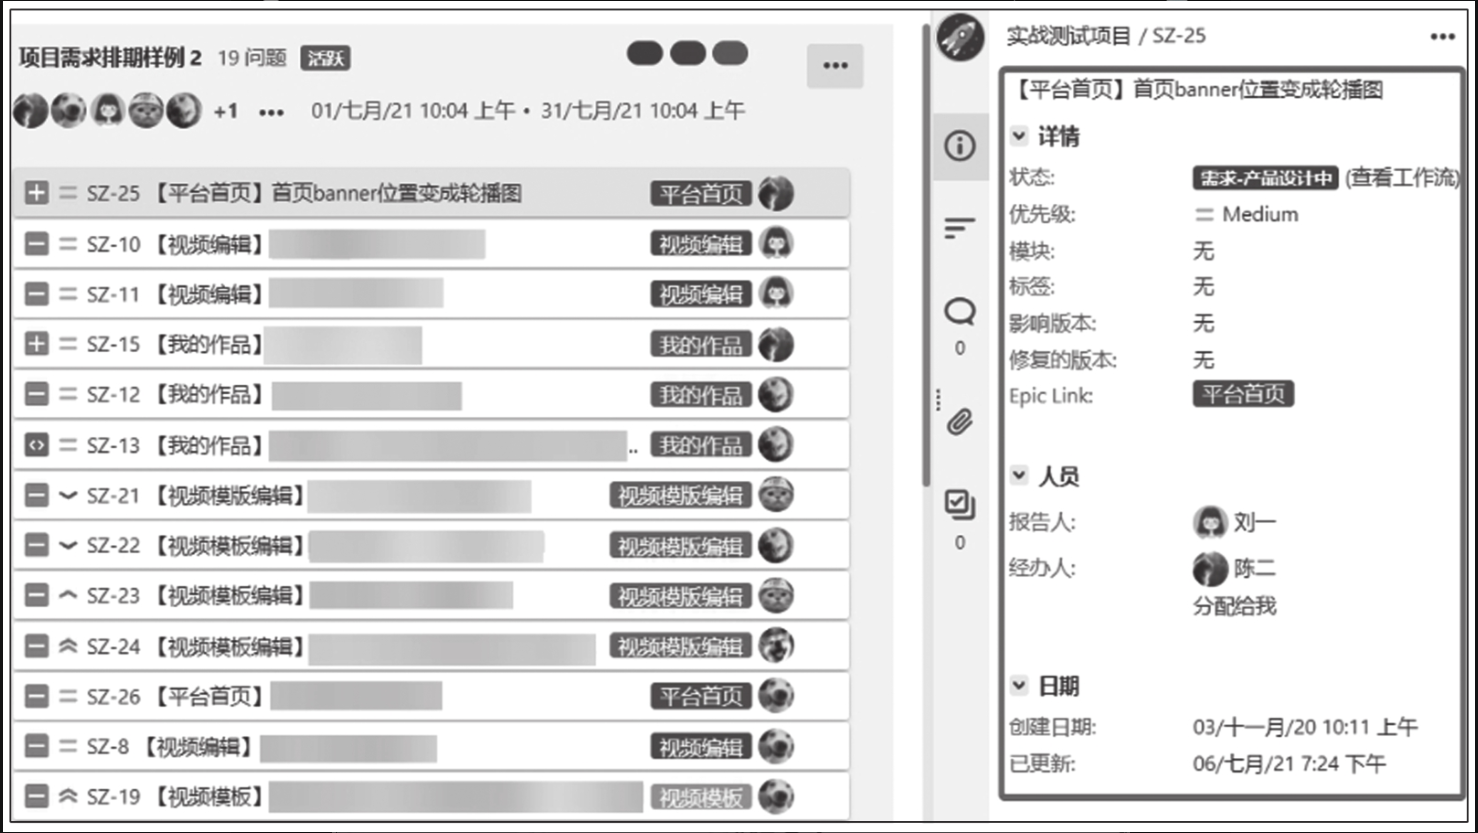 项目需求排期样例 2 19 问题 活跃
+1 ••• 01/七月/21 10:04 上午 • 31/七月/21 10:04 上午
SZ-25 【平台首页】首页banner位置变成轮播图 平台首页
SZ-10 【视频编辑】 视频编辑
SZ-11 【视频编辑】 视频编辑
SZ-15 【我的作品】 我的作品
SZ-12 【我的作品】 我的作品
SZ-13 【我的作品】 .. 我的作品
SZ-21 【视频模版编辑】 视频模版编辑
SZ-22 【视频模板编辑】 视频模版编辑
SZ-23 【视频模板编辑】 视频模版编辑
SZ-24 【视频模板编辑】 视频模版编辑
SZ-26 【平台首页】 平台首页
SZ-8 【视频编辑】 视频编辑
SZ-19 【视频模板】 视频模板
0
0
实战测试项目 / SZ-25
【平台首页】首页banner位置变成轮播图
详情
状态: 需求-产品设计中 (查看工作流)
优先级: Medium
模块: 无
标签: 无
影响版本: 无
修复的版本: 无
Epic Link: 平台首页
人员
报告人: 刘一
经办人: 陈二
分配给我
日期
创建日期: 03/十一月/20 10:11 上午
已更新: 06/七月/21 7:24 下午